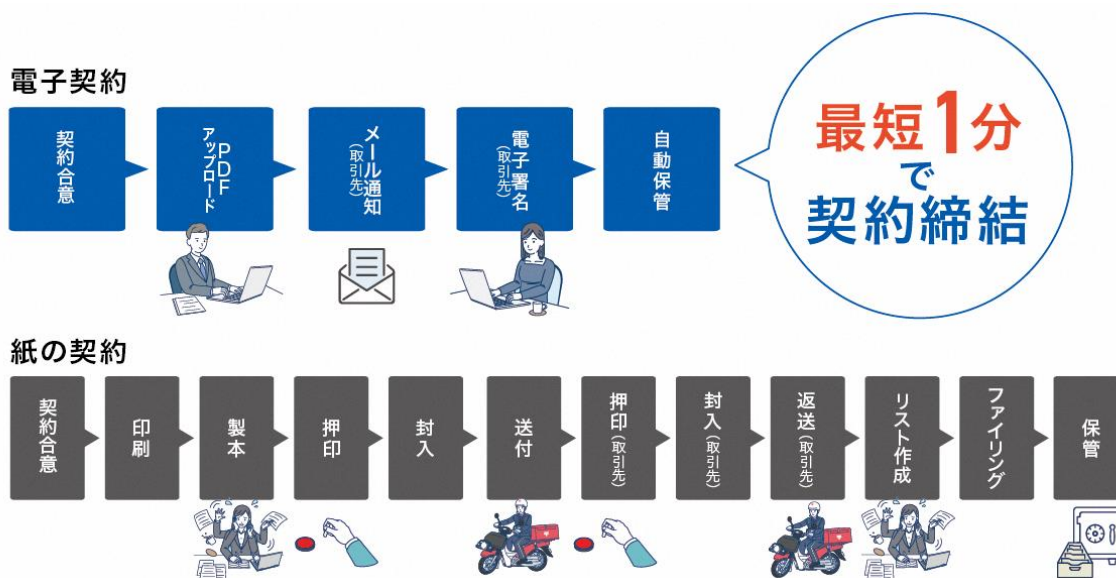 電子契約
契約合意
PDF
アップロード
メール通知
(取引先)
電子署名
(取引先)
自動保管
最短1分
で
契約締結
紙の契約
契約合意
印刷
製本
押印
封入
送付
押印(取引先)
封入(取引先)
返送(取引先)
リスト作成
ファイリング
保管